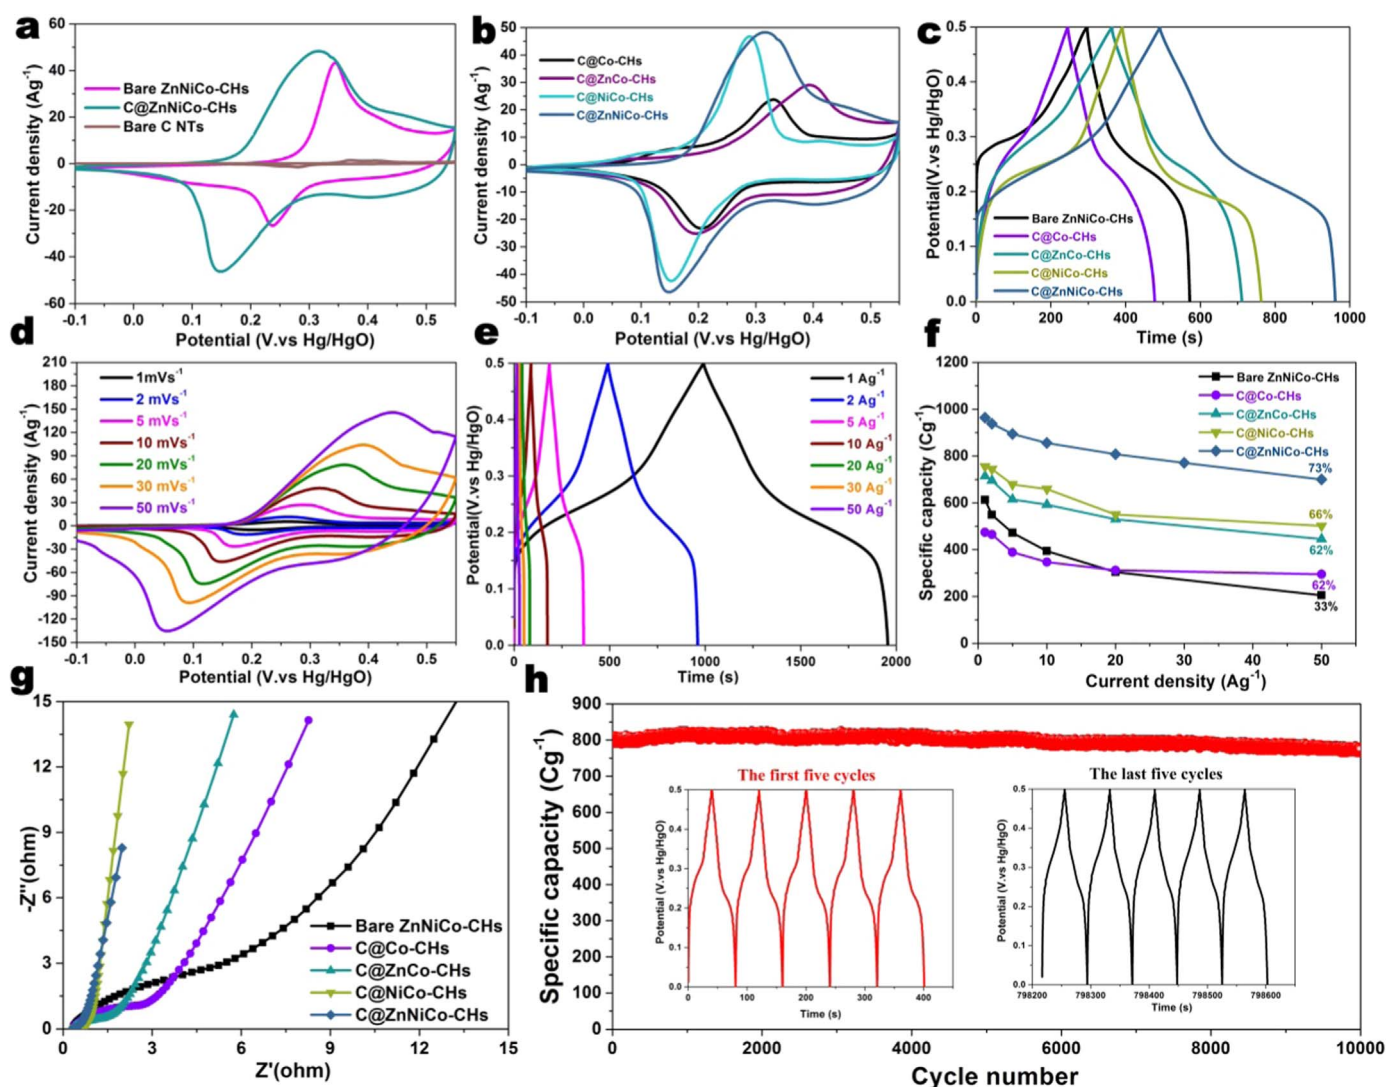 a
60
40
20
0
-20
-40
-60
-0.1 0.0 0.1 0.2 0.3 0.4 0.5
Current density (Ag-1)
Potential (V.vs Hg/HgO)
Bare ZnNiCo-CHs
C@ZnNiCo-CHs
Bare C NTs
b
50
40
30
20
10
0
-10
-20
-30
-40
-50
-0.1 0.0 0.1 0.2 0.3 0.4 0.5
Current density (Ag-1)
Potential (V.vs Hg/HgO)
C@Co-CHs
C@ZnCo-CHs
C@NiCo-CHs
C@ZnNiCo-CHs
c
0.5
0.4
0.3
0.2
0.1
0.0
0 200 400 600 800 1000
Potential(V.vs Hg/HgO)
Time (s)
Bare ZnNiCo-CHs
C@Co-CHs
C@ZnCo-CHs
C@NiCo-CHs
C@ZnNiCo-CHs
d
210
180
150
120
90
60
30
0
-30
-60
-90
-120
-150
-0.1 0.0 0.1 0.2 0.3 0.4 0.5
Current density (Ag-1)
Potential (V.vs Hg/HgO)
1mVs-1
2 mVs-1
5 mVs-1
10 mVs-1
20 mVs-1
30 mVs-1
50 mVs-1
e
0.5
0.4
0.3
0.2
0.1
0.0
0 500 1000 1500 2000
Potential(V.vs Hg/HgO)
Time (s)
1 Ag-1
2 Ag-1
5 Ag-1
10 Ag-1
20 Ag-1
30 Ag-1
50 Ag-1
f
1200
1000
800
600
400
200
0
0 10 20 30 40 50
Specific capacity (Cg-1)
Current density (Ag-1)
Bare ZnNiCo-CHs
C@Co-CHs
C@ZnCo-CHs
C@NiCo-CHs
C@ZnNiCo-CHs
73%
66%
62%
62%
33%
g
15
12
9
6
3
0
0 3 6 9 12 15
-Z''(ohm)
Z'(ohm)
Bare ZnNiCo-CHs
C@Co-CHs
C@ZnCo-CHs
C@NiCo-CHs
C@ZnNiCo-CHs
h
900
800
700
600
500
400
300
200
100
0
0 2000 4000 6000 8000 10000
Specific capacity (Cg-1)
Cycle number
The first five cycles
0.5
0.4
0.3
0.2
0.1
0.0
0 100 200 300 400
Potential (V.vs Hg/HgO)
Time (s)
The last five cycles
0.5
0.4
0.3
0.2
0.1
0.0
798200 798300 798400 798500 798600
Potential (V.vs Hg/HgO)
Time (s)